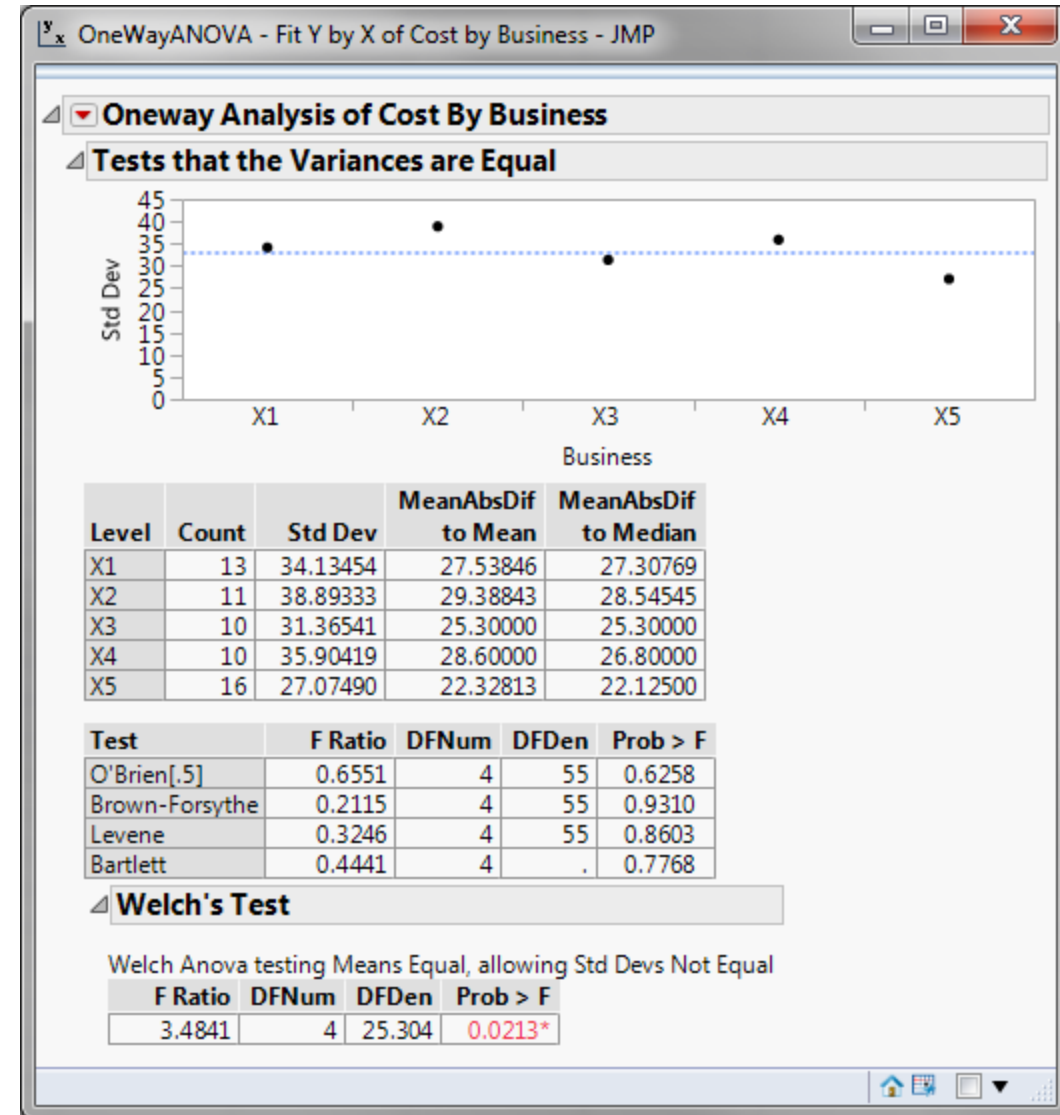 OneWayANOVA - Fit Y by X of Cost by Business - JMP
Oneway Analysis of Cost By Business
Tests that the Variances are Equal
45
40
35
30
25
20
15
10
5
0
Std Dev
X1 X2 X3 X4 X5
Business
MeanAbsDif MeanAbsDif
Level Count Std Dev to Mean to Median
X1 13 34.13454 27.53846 27.30769
X2 11 38.89333 29.38843 28.54545
X3 10 31.36541 25.30000 25.30000
X4 10 35.90419 28.60000 26.80000
X5 16 27.07490 22.32813 22.12500
Test F Ratio DFNum DFDen Prob > F
O'Brien[.5] 0.6551 4 55 0.6258
Brown-Forsythe 0.2115 4 55 0.9310
Levene 0.3246 4 55 0.8603
Bartlett 0.4441 4 . 0.7768
Welch's Test
Welch Anova testing Means Equal, allowing Std Devs Not Equal
F Ratio DFNum DFDen Prob > F
3.4841 4 25.304 0.0213*